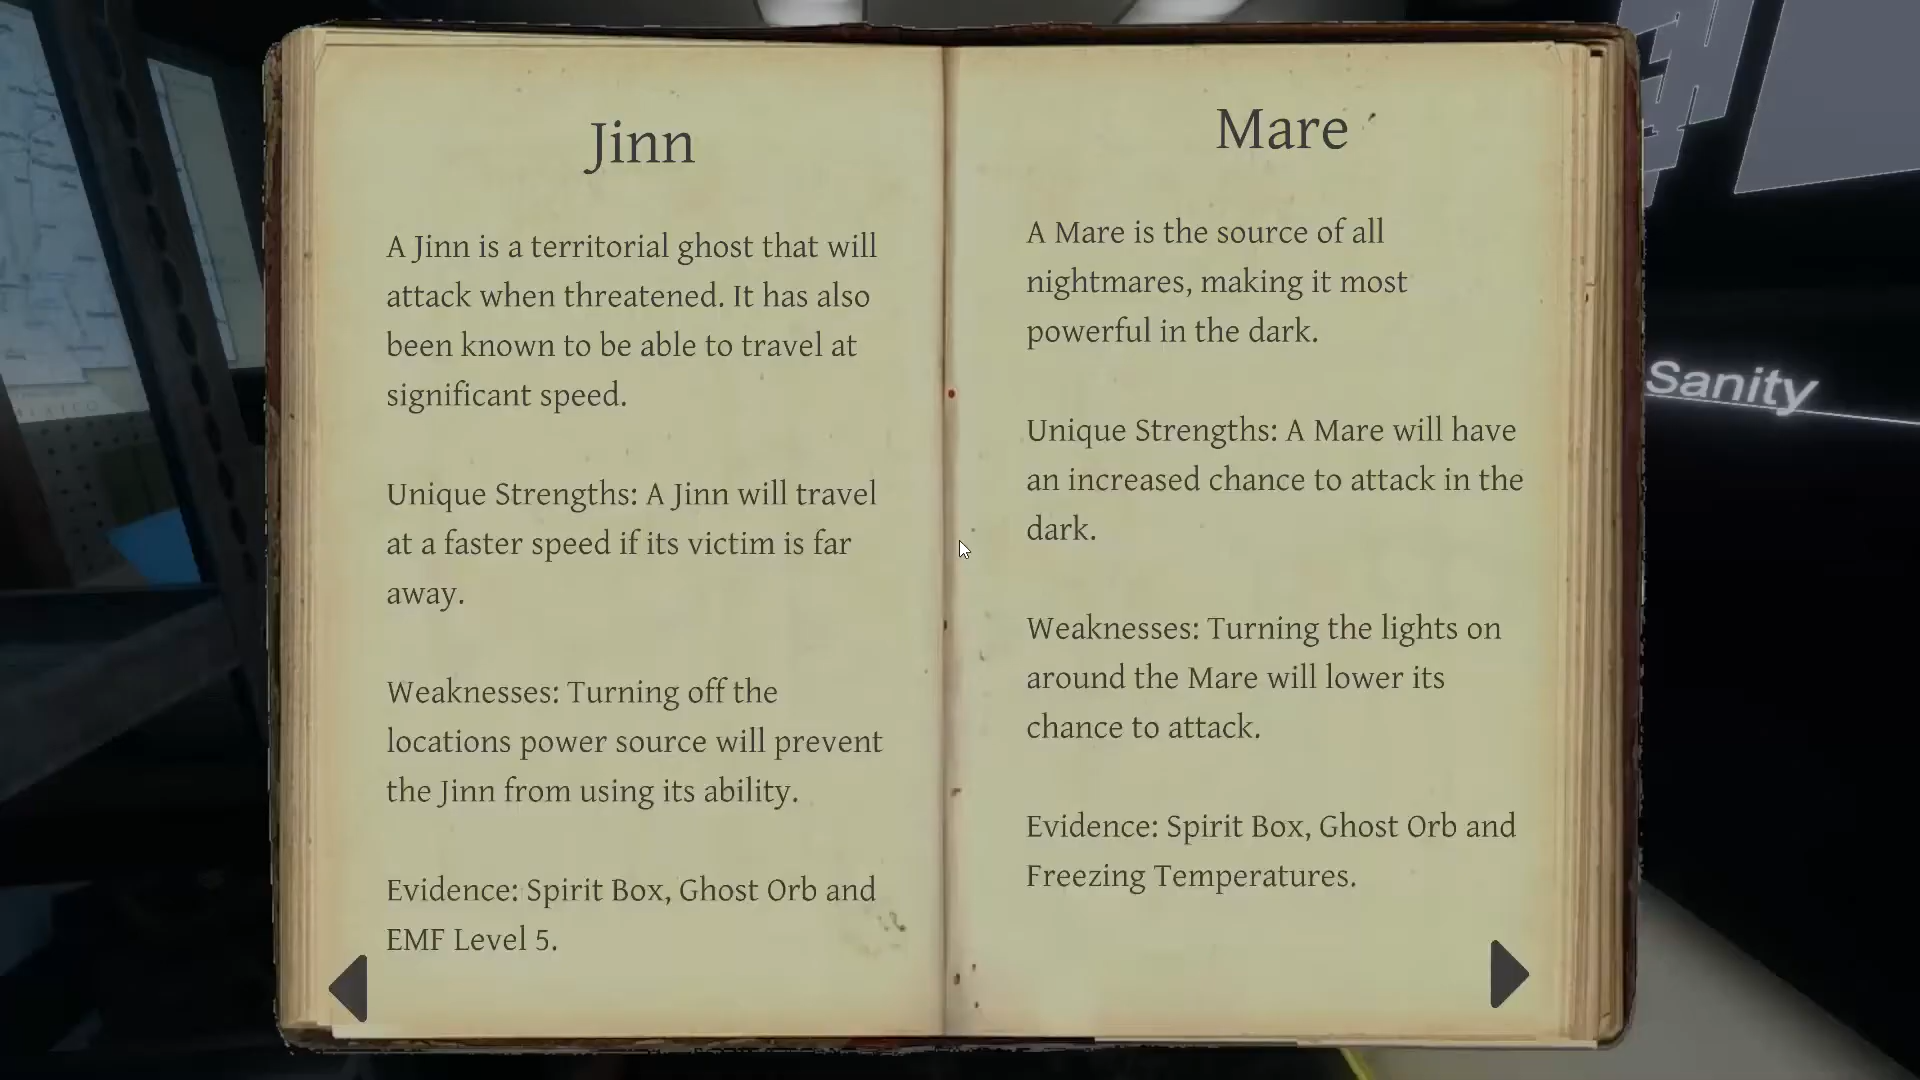 Jinn
A Jinn is a territorial ghost that will
attack when threatened. It has also
been known to be able to travel at
significant speed.
Unique Strengths: A Jinn will travel
at a faster speed if its victim is far
away.
Weaknesses: Turning off the
locations power source will prevent
the Jinn from using its ability.
Evidence: Spirit Box, Ghost Orb and
EMF Level 5.
Mare
A Mare is the source of all
nightmares, making it most
powerful in the dark.
Unique Strengths: A Mare will have
an increased chance to attack in the
dark.
Weaknesses: Turning the lights on
around the Mare will lower its
chance to attack.
Evidence: Spirit Box, Ghost Orb and
Freezing Temperatures.
Sanity